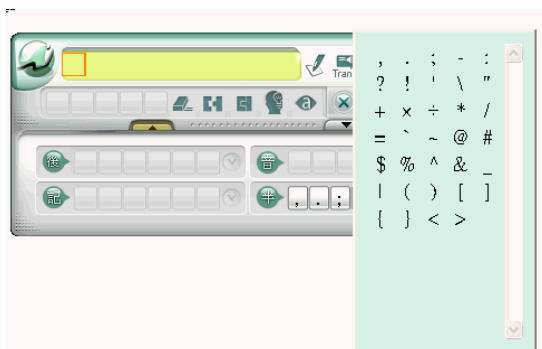 Tran
後
音
記
半 , . ;
, . ; - :
? ! ' \ "
+ × ÷ * /
= ` ~ @ #
$ % ^ & _
| ( ) [ ]
{ } < >